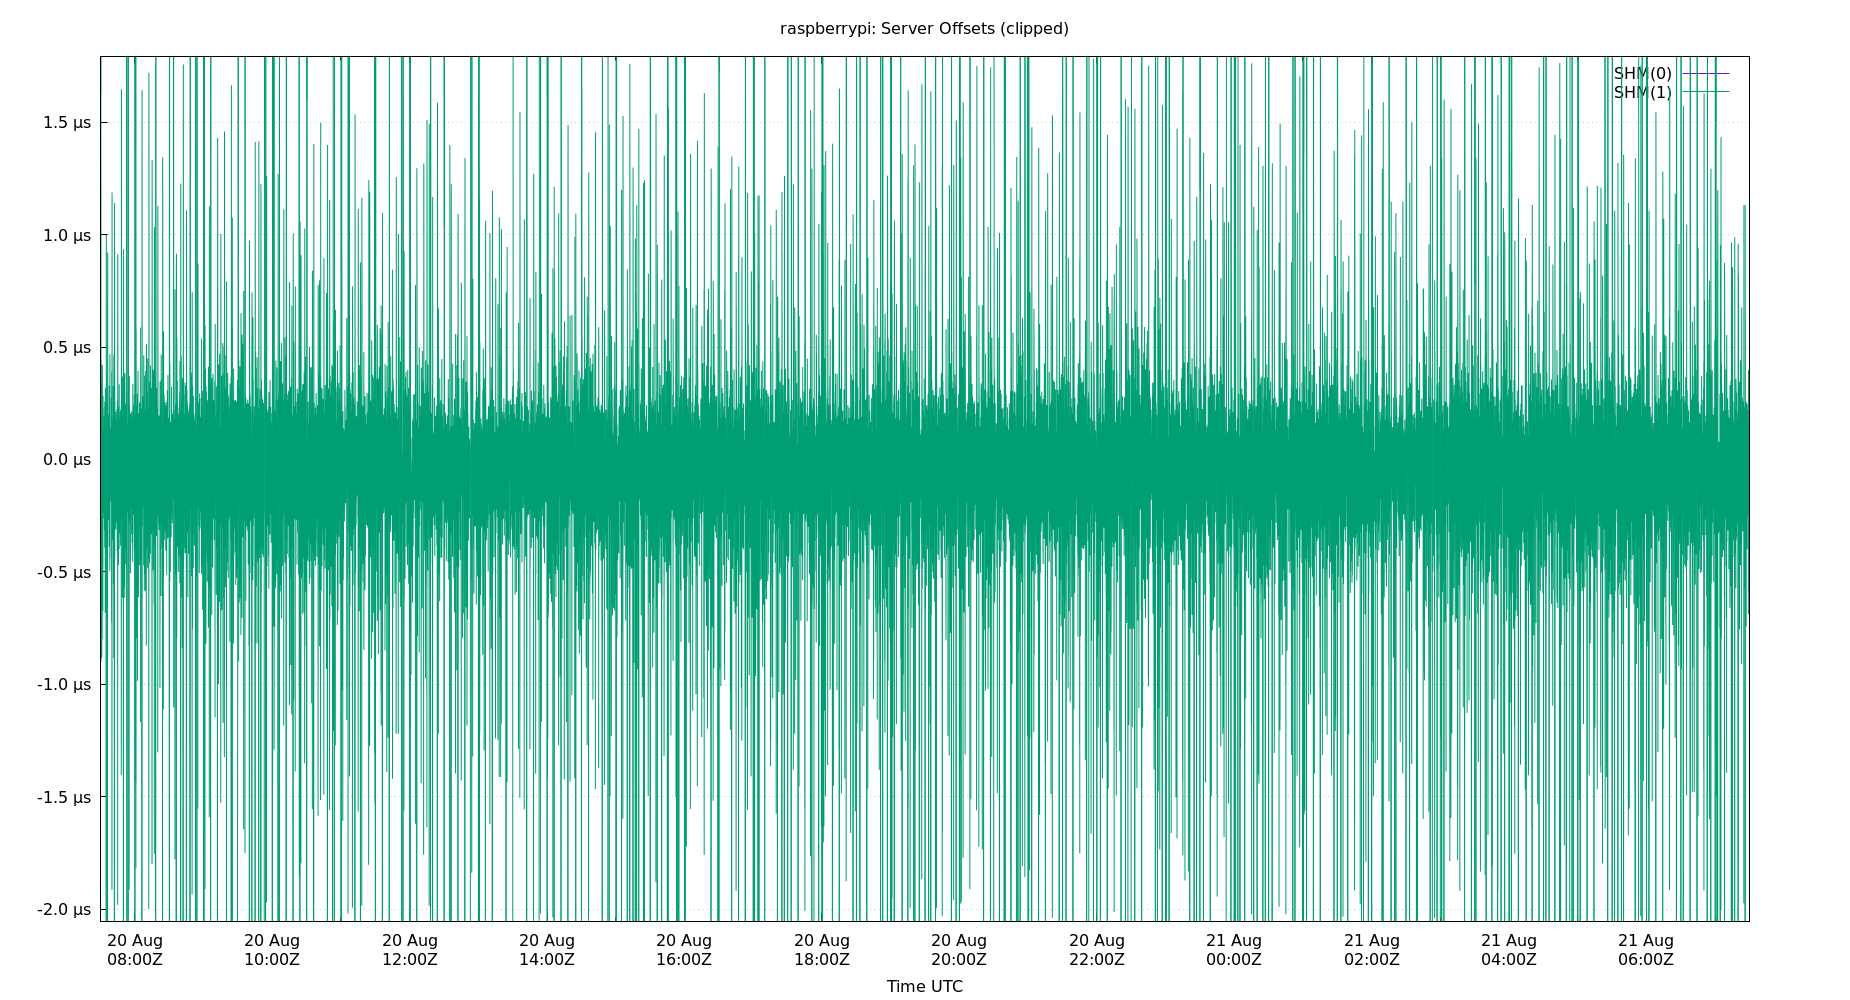 raspberrypi: Server Offsets (clipped)
SHM(0)
SHM(1)
1.5 µs
1.0 µs
0.5 µs
0.0 µs
-0.5 µs
-1.0 µs
-1.5 µs
-2.0 µs
20 Aug 20 Aug 20 Aug 20 Aug 20 Aug 20 Aug 20 Aug 20 Aug 21 Aug 21 Aug 21 Aug 21 Aug
08:00Z 10:00Z 12:00Z 14:00Z 16:00Z 18:00Z 20:00Z 22:00Z 00:00Z 02:00Z 04:00Z 06:00Z
Time UTC